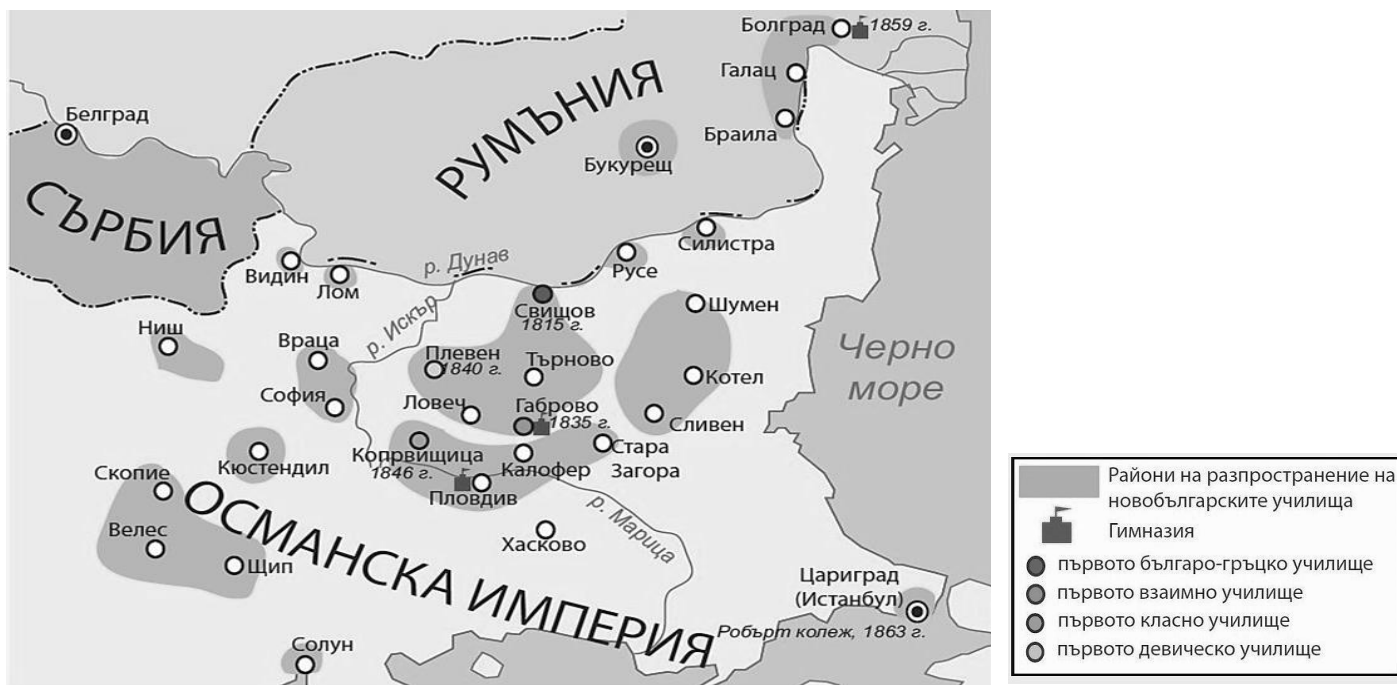 Болград
1859 г.
Галац
Браила
Белград
РУМЪНИЯ
Букурещ
СЪРБИЯ
Силистра
р. Дунав
Русе
Видин
Лом
Свищов
1815 г.
Шумен
р. Искър
Ниш
Враца
Плевен
1840 г.
Търново
Черно
море
Котел
София
Ловеч
Габрово
1835 г.
Сливен
Копрвищица
1846 г.
Калофер
Стара
Загора
Кюстендил
Скопие
Пловдив
ОСМАНСКА ИМПЕРИЯ
р. Марица
Велес
Хасково
Щип
Цариград
(Истанбул)
Робърт колеж, 1863 г.
Солун
Райони на разпространение на
новобългарските училища
Гимназия
първото българо-гръцко училище
първото взаимно училище
първото класно училище
първото девическо училище